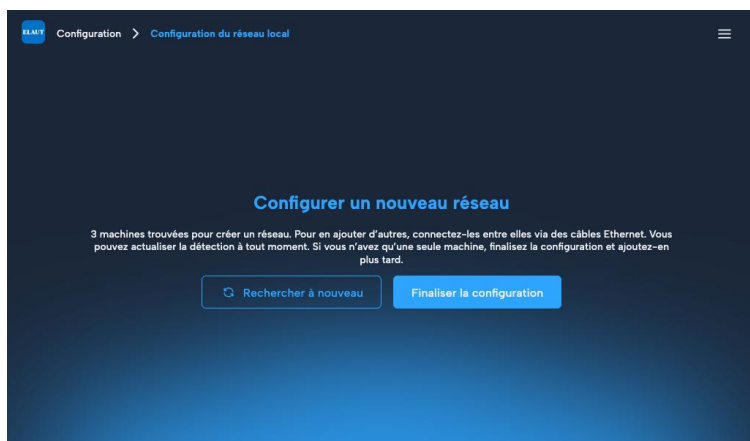 ELAUT
Configuration > Configuration du réseau local
Configurer un nouveau réseau
3 machines trouvées pour créer un réseau. Pour en ajouter d'autres, connectez-les entre elles via des câbles Ethernet. Vous
pouvez actualiser la détection à tout moment. Si vous n'avez qu'une seule machine, finalisez la configuration et ajoutez-en
plus tard.
Rechercher à nouveau
Finaliser la configuration